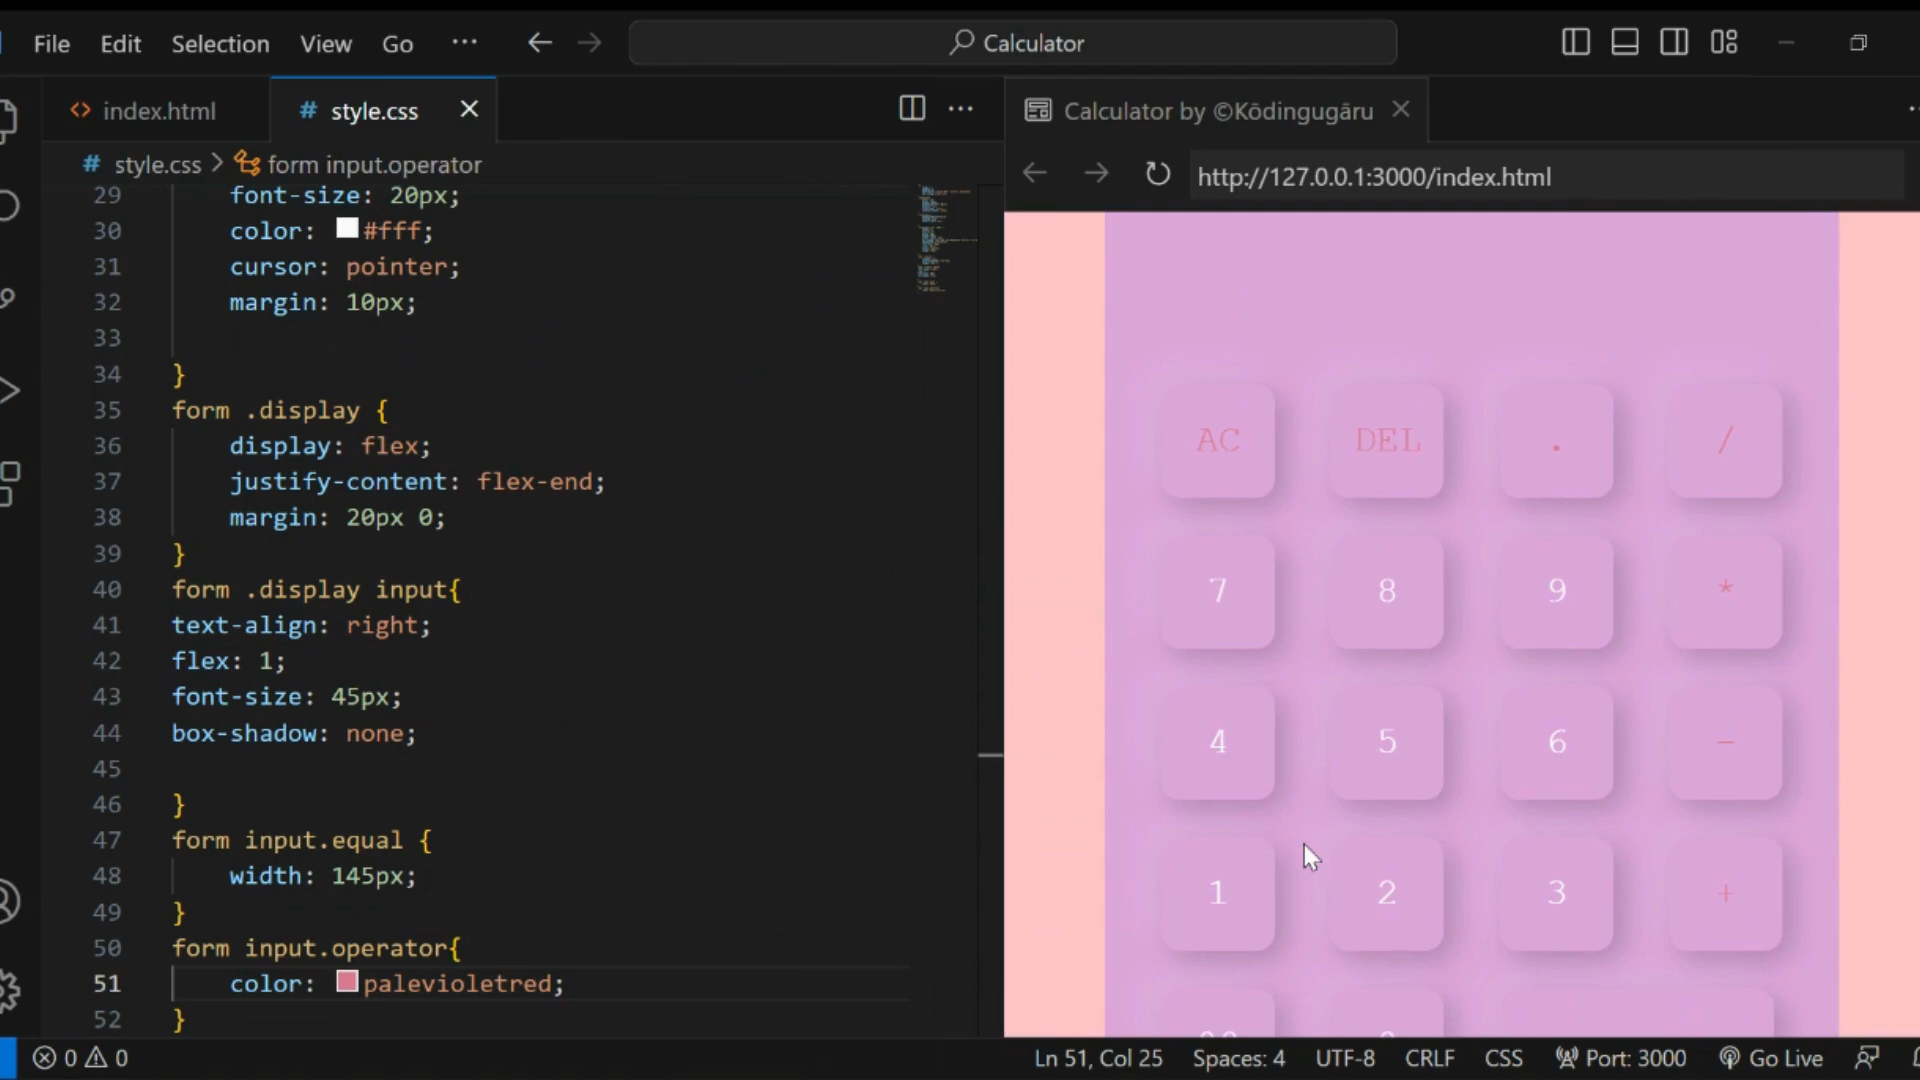 File Edit Selection View Go ··· Calculator
index.html style.css
Calculator by ©Kōdingugāru
style.css > form input.operator
http://127.0.0.1:3000/index.html
29 font-size: 20px;
30 color: #fff;
31 cursor: pointer;
32 margin: 10px;
33
34 }
35 form .display {
36 display: flex;
37 justify-content: flex-end;
38 margin: 20px 0;
39 }
40 form .display input{
41 text-align: right;
42 flex: 1;
43 font-size: 45px;
44 box-shadow: none;
45
46 }
47 form input.equal {
48 width: 145px;
49 }
50 form input.operator{
51 color: palevioletred;
52 }
AC DEL . /
7 8 9 *
4 5 6 -
1 2 3 +
0 0 Ln 51, Col 25 Spaces: 4 UTF-8 CRLF CSS Port: 3000 Go Live